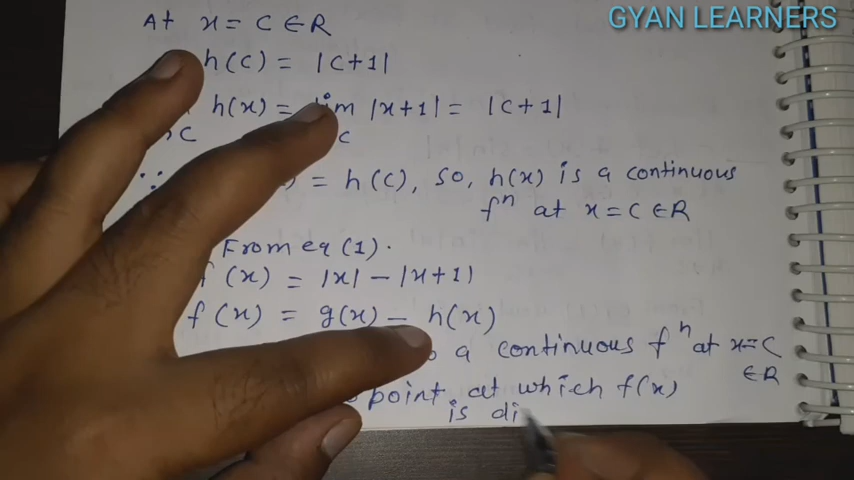 GYAN LEARNERS
At x = C ∈ R
h(c) = |C+1|
h(x) = lim |x+1| = |C+1|
C C
∵ ) = h(c), so, h(x) is a continuous
fⁿ at x = C ∈ R
From eq (1).
f(x) = |x| - |x+1|
f(x) = g(x) - h(x)
a continuous fⁿ at x = C
∈ R
point at which f(x)
is di